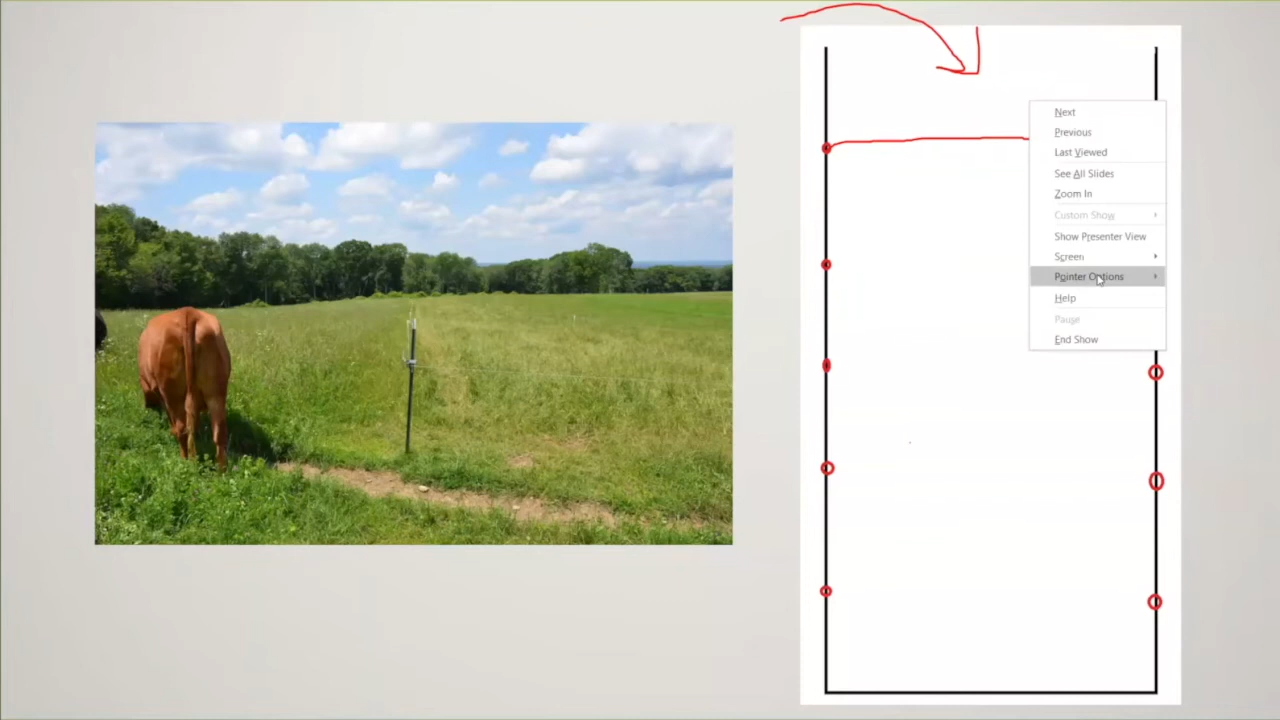 Next
Previous
Last Viewed
See All Slides
Zoom In
Custom Show
Show Presenter View
Screen
Pointer Options
Help
Pause
End Show